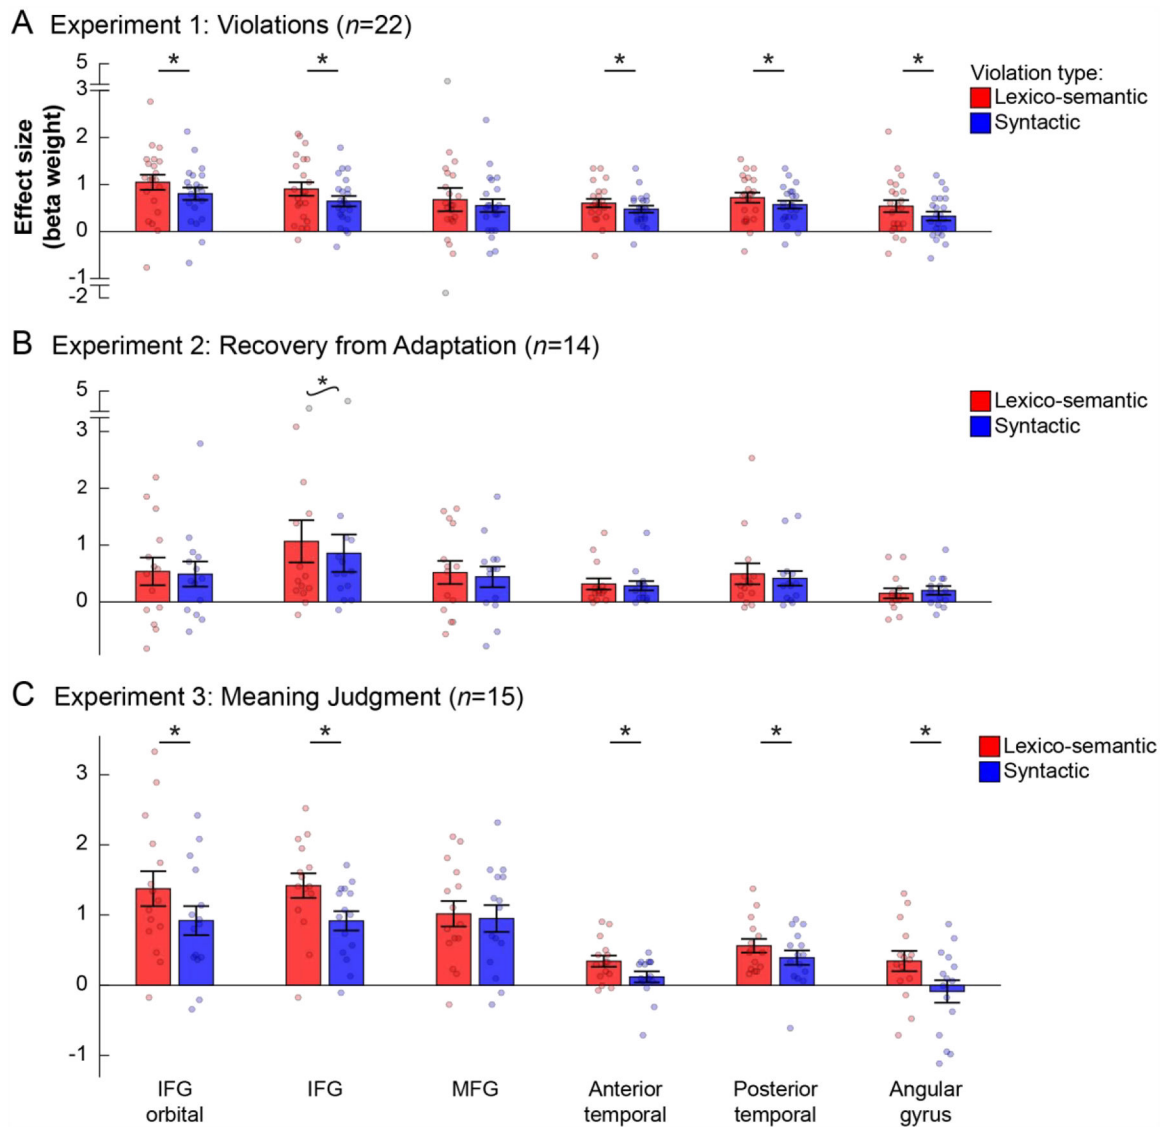 A Experiment 1: Violations (n=22)
* * * * *
5
3
2
1
0
-1
-2
Effect size
(beta weight)
Violation type:
Lexico-semantic
Syntactic
B Experiment 2: Recovery from Adaptation (n=14)
*
5
3
2
1
0
Lexico-semantic
Syntactic
C Experiment 3: Meaning Judgment (n=15)
* * * * *
3
2
1
0
-1
Lexico-semantic
Syntactic
IFG
orbital
IFG
MFG
Anterior
temporal
Posterior
temporal
Angular
gyrus